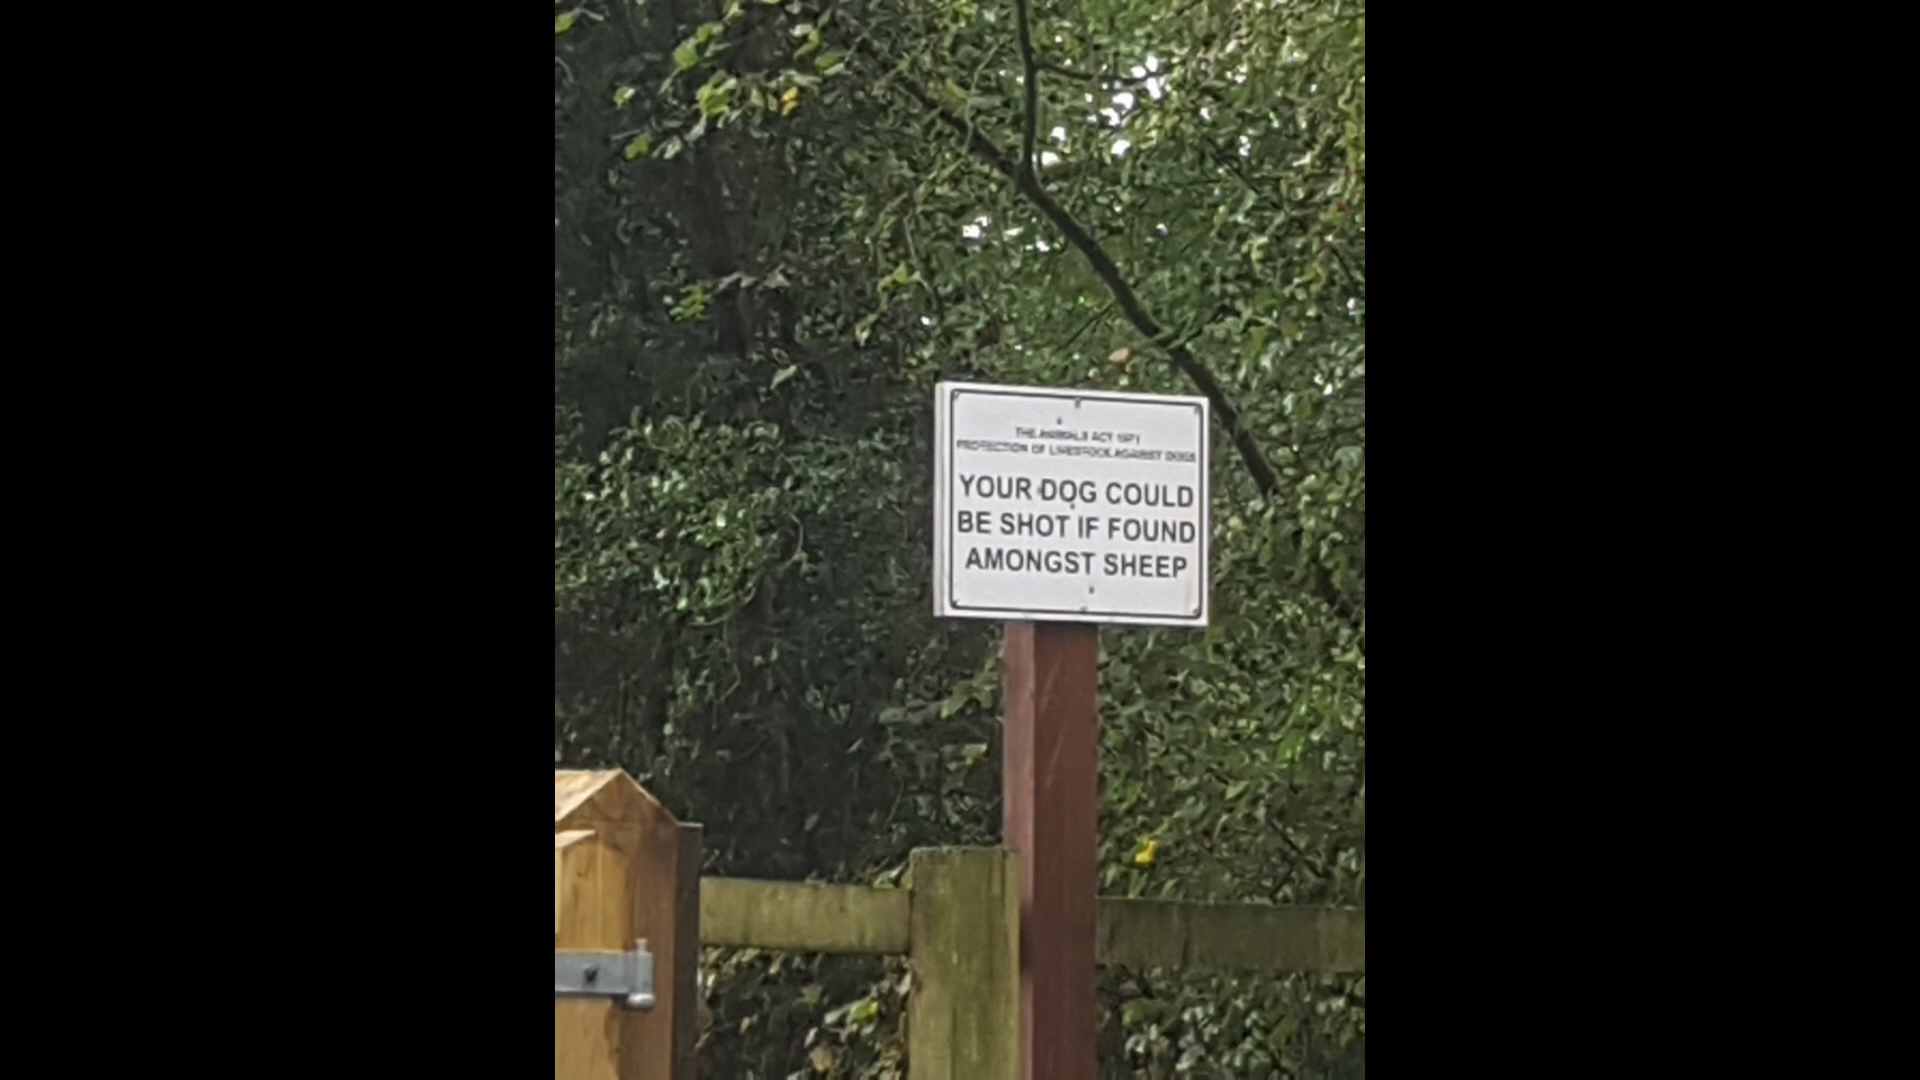 THE ANIMALS ACT 1971
PROTECTION OF LIVESTOCK AGAINST DOGS
YOUR DOG COULD
BE SHOT IF FOUND
AMONGST SHEEP